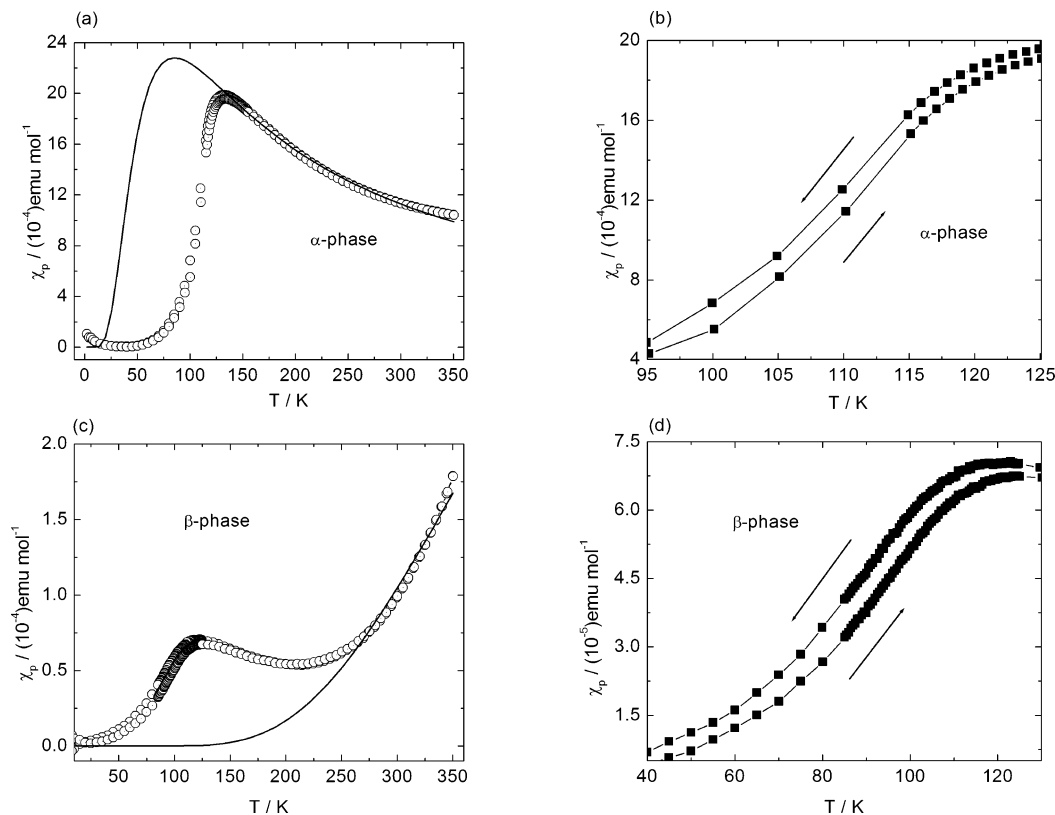 (a)
24
20
16
12
8
4
0
χp / (10⁻⁴)emu mol⁻¹
α-phase
0 50 100 150 200 250 300 350
T / K
(b)
20
16
12
8
4
χp / (10⁻⁴)emu mol⁻¹
α-phase
95 100 105 110 115 120 125
T / K
(c)
2.0
1.5
1.0
0.5
0.0
χp / (10⁻⁴)emu mol⁻¹
β-phase
50 100 150 200 250 300 350
T / K
(d)
7.5
6.0
4.5
3.0
1.5
χp / (10⁻⁵)emu mol⁻¹
β-phase
40 60 80 100 120
T / K